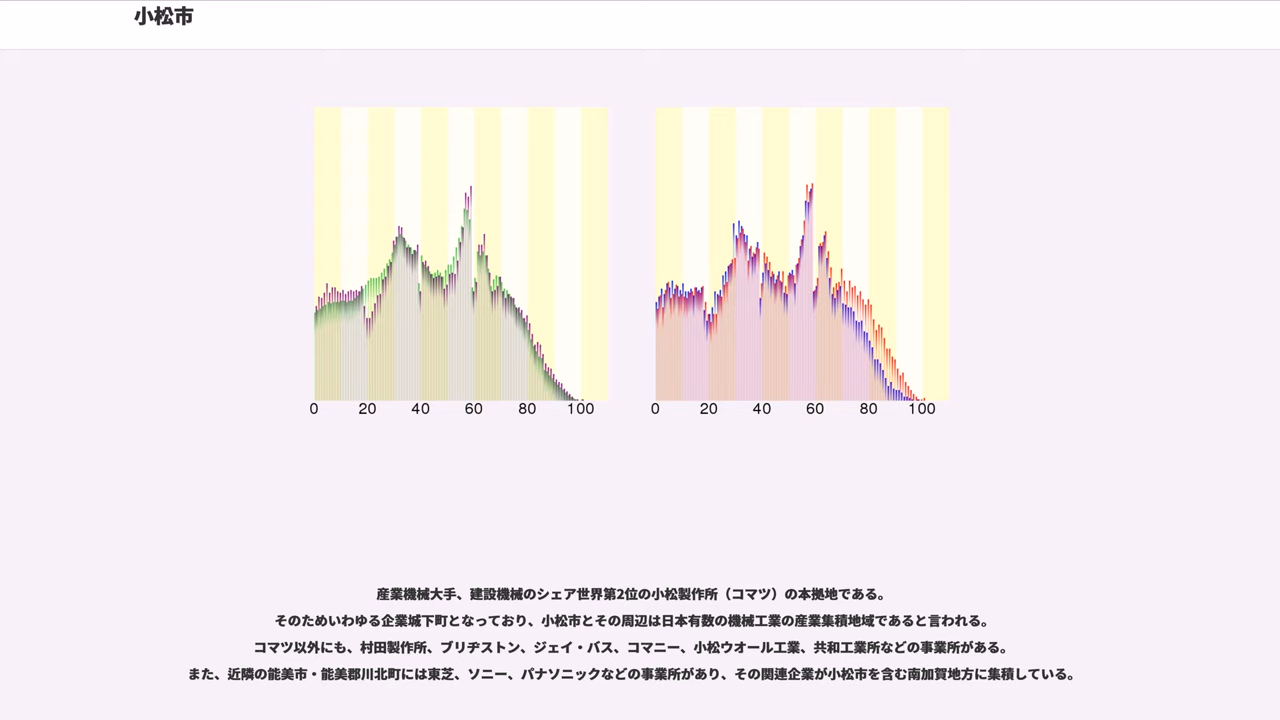 小松市
0 20 40 60 80 100
0 20 40 60 80 100
産業機械大手、建設機械のシェア世界第2位の小松製作所（コマツ）の本拠地である。
そのためいわゆる企業城下町となっており、小松市とその周辺は日本有数の機械工業の産業集積地域であると言われる。
コマツ以外にも、村田製作所、ブリヂストン、ジェイ・バス、コマニー、小松ウオール工業、共和工業所などの事業所がある。
また、近隣の能美市・能美郡川北町には東芝、ソニー、パナソニックなどの事業所があり、その関連企業が小松市を含む南加賀地方に集積している。